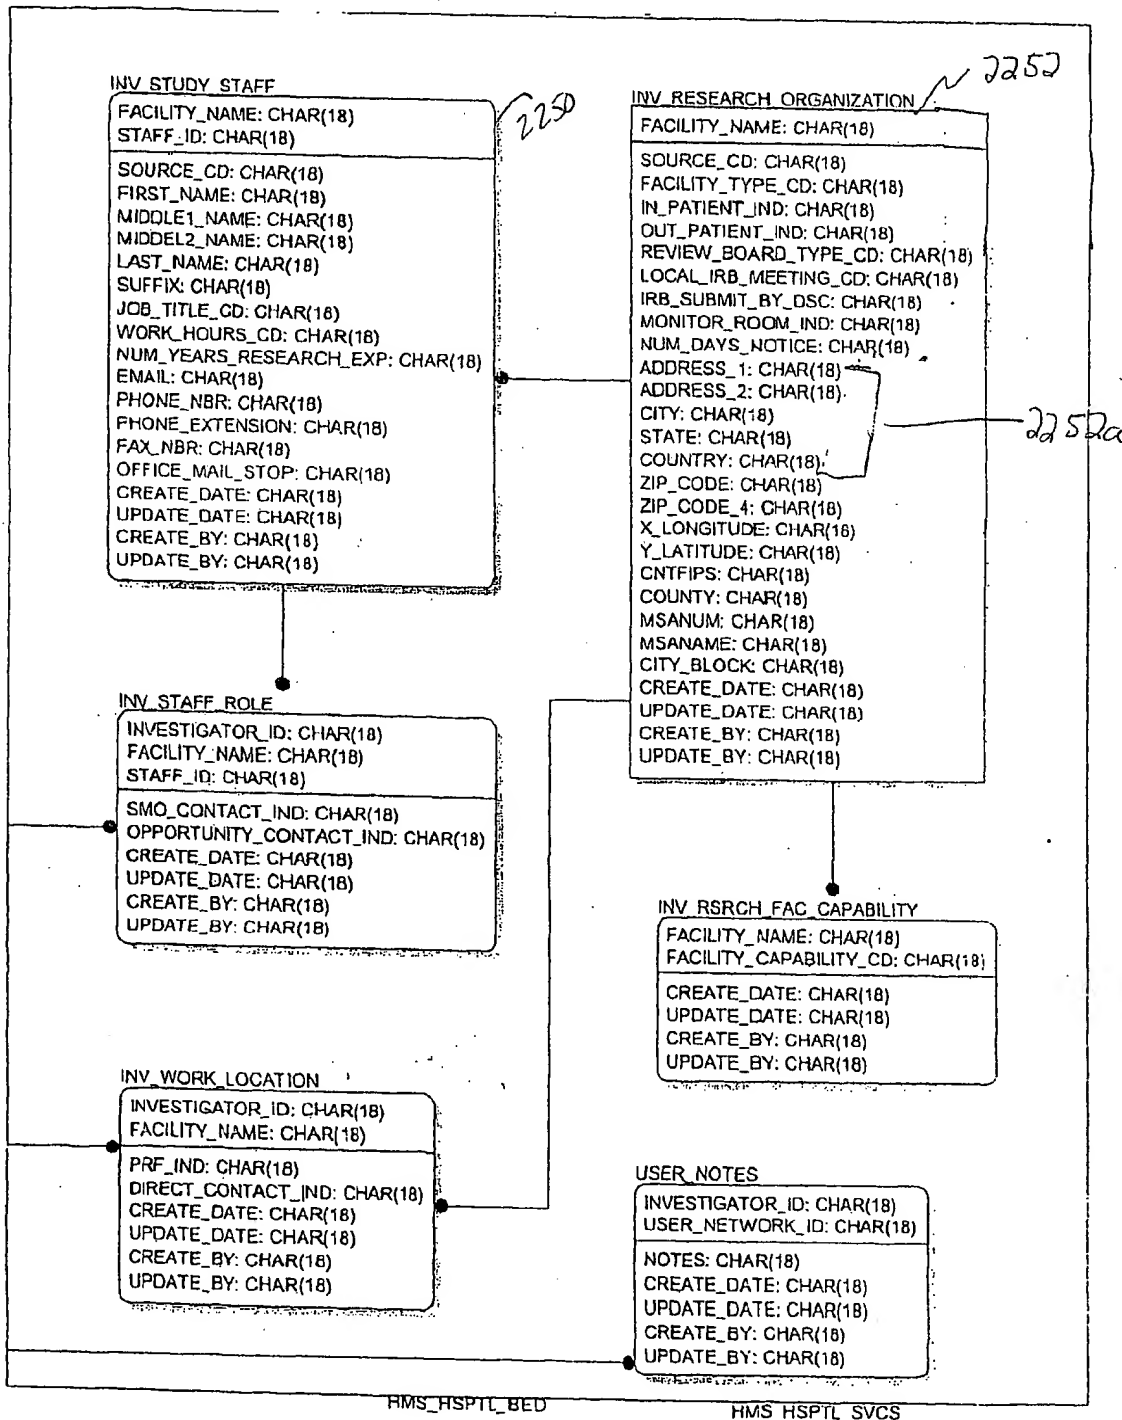 INV_STUDY_STAFF
FACILITY_NAME: CHAR(18)
STAFF_ID: CHAR(18)
SOURCE_CD: CHAR(18)
FIRST_NAME: CHAR(18)
MIDDLE1_NAME: CHAR(18)
MIDDEL2_NAME: CHAR(18)
LAST_NAME: CHAR(18)
SUFFIX: CHAR(18)
JOB_TITLE_CD: CHAR(18)
WORK_HOURS_CD: CHAR(18)
NUM_YEARS_RESEARCH_EXP: CHAR(18)
EMAIL: CHAR(18)
PHONE_NBR: CHAR(18)
PHONE_EXTENSION: CHAR(18)
FAX_NBR: CHAR(18)
OFFICE_MAIL_STOP: CHAR(18)
CREATE_DATE: CHAR(18)
UPDATE_DATE: CHAR(18)
CREATE_BY: CHAR(18)
UPDATE_BY: CHAR(18)
2250
INV_RESEARCH_ORGANIZATION
2252
FACILITY_NAME: CHAR(18)
SOURCE_CD: CHAR(18)
FACILITY_TYPE_CD: CHAR(18)
IN_PATIENT_IND: CHAR(18)
OUT_PATIENT_IND: CHAR(18)
REVIEW_BOARD_TYPE_CD: CHAR(18)
LOCAL_IRB_MEETING_CD: CHAR(18)
IRB_SUBMIT_BY_DSC: CHAR(18)
MONITOR_ROOM_IND: CHAR(18)
NUM_DAYS_NOTICE: CHAR(18)
ADDRESS_1: CHAR(18)
ADDRESS_2: CHAR(18)
CITY: CHAR(18)
STATE: CHAR(18)
COUNTRY: CHAR(18)
2252a
ZIP_CODE: CHAR(18)
ZIP_CODE_4: CHAR(18)
X_LONGITUDE: CHAR(18)
Y_LATITUDE: CHAR(18)
CNTFIPS: CHAR(18)
COUNTY: CHAR(18)
MSANUM: CHAR(18)
MSANAME: CHAR(18)
CITY_BLOCK: CHAR(18)
CREATE_DATE: CHAR(18)
UPDATE_DATE: CHAR(18)
CREATE_BY: CHAR(18)
UPDATE_BY: CHAR(18)
INV_STAFF_ROLE
INVESTIGATOR_ID: CHAR(18)
FACILITY_NAME: CHAR(18)
STAFF_ID: CHAR(18)
SMO_CONTACT_IND: CHAR(18)
OPPORTUNITY_CONTACT_IND: CHAR(18)
CREATE_DATE: CHAR(18)
UPDATE_DATE: CHAR(18)
CREATE_BY: CHAR(18)
UPDATE_BY: CHAR(18)
INV_RSRCH_FAC_CAPABILITY
FACILITY_NAME: CHAR(18)
FACILITY_CAPABILITY_CD: CHAR(18)
CREATE_DATE: CHAR(18)
UPDATE_DATE: CHAR(18)
CREATE_BY: CHAR(18)
UPDATE_BY: CHAR(18)
INV_WORK_LOCATION
INVESTIGATOR_ID: CHAR(18)
FACILITY_NAME: CHAR(18)
PRF_IND: CHAR(18)
DIRECT_CONTACT_IND: CHAR(18)
CREATE_DATE: CHAR(18)
UPDATE_DATE: CHAR(18)
CREATE_BY: CHAR(18)
UPDATE_BY: CHAR(18)
USER_NOTES
INVESTIGATOR_ID: CHAR(18)
USER_NETWORK_ID: CHAR(18)
NOTES: CHAR(18)
CREATE_DATE: CHAR(18)
UPDATE_DATE: CHAR(18)
CREATE_BY: CHAR(18)
UPDATE_BY: CHAR(18)
HMS_HSPTL_BED
HMS_HSPTL_SVCS